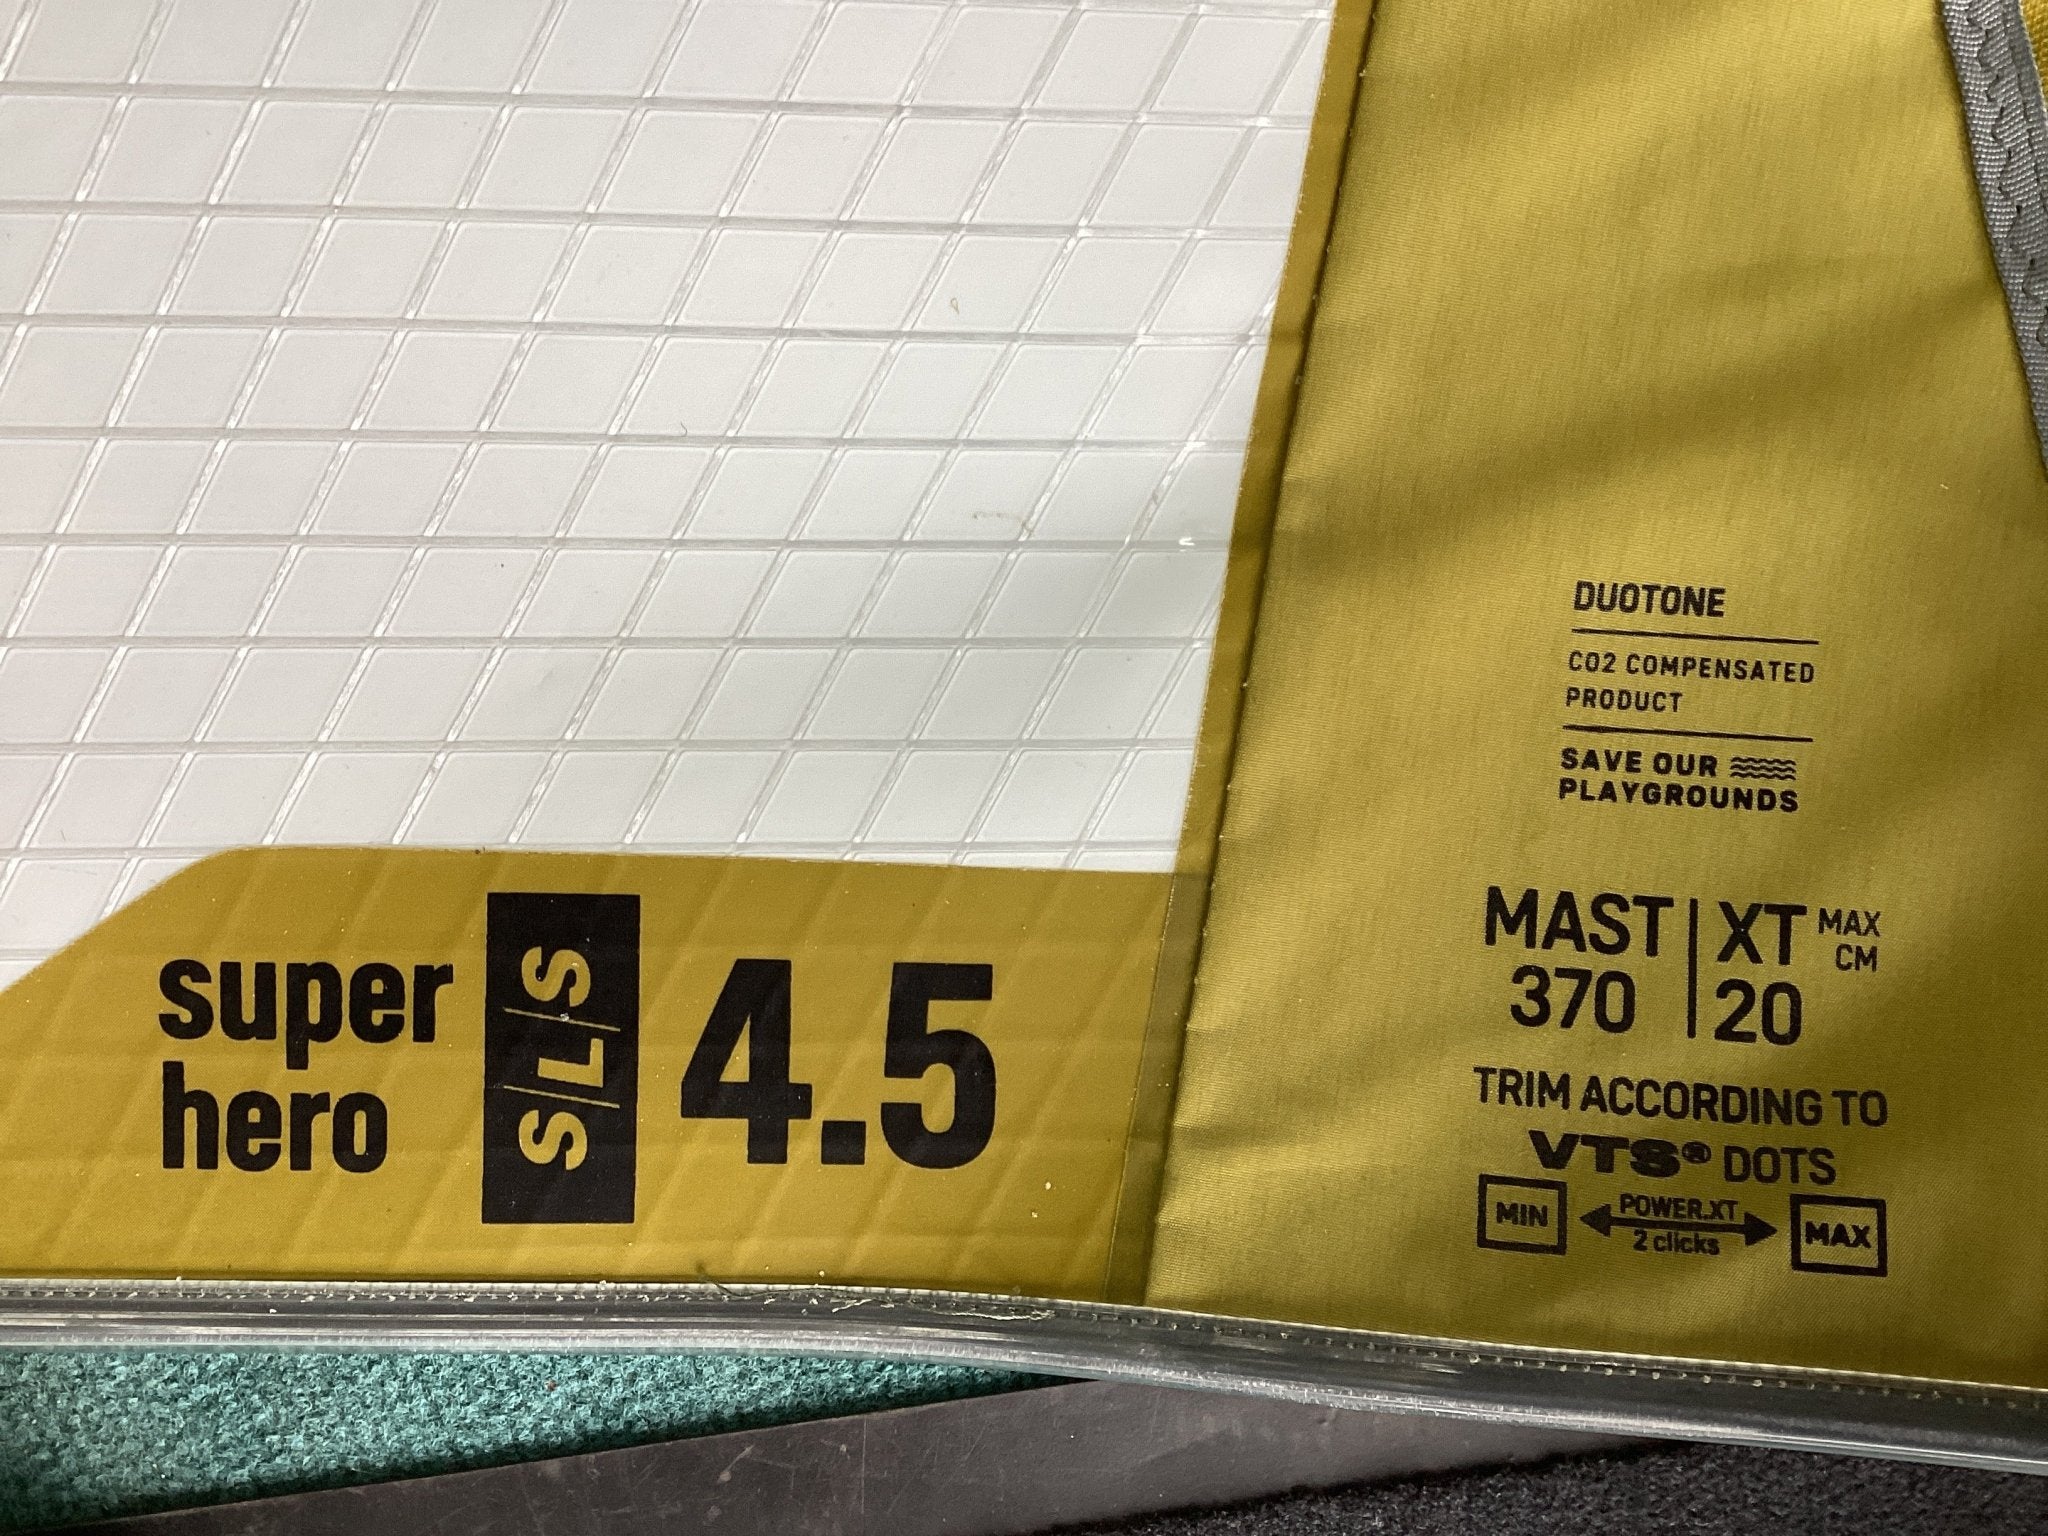 super
hero
S/L/S
4.5
DUOTONE
CO2 COMPENSATED
PRODUCT
SAVE OUR
PLAYGROUNDS
MAST XT MAX CM
370 20
TRIM ACCORDING TO
VTS® DOTS
MIN POWER.XT MAX
2 clicks